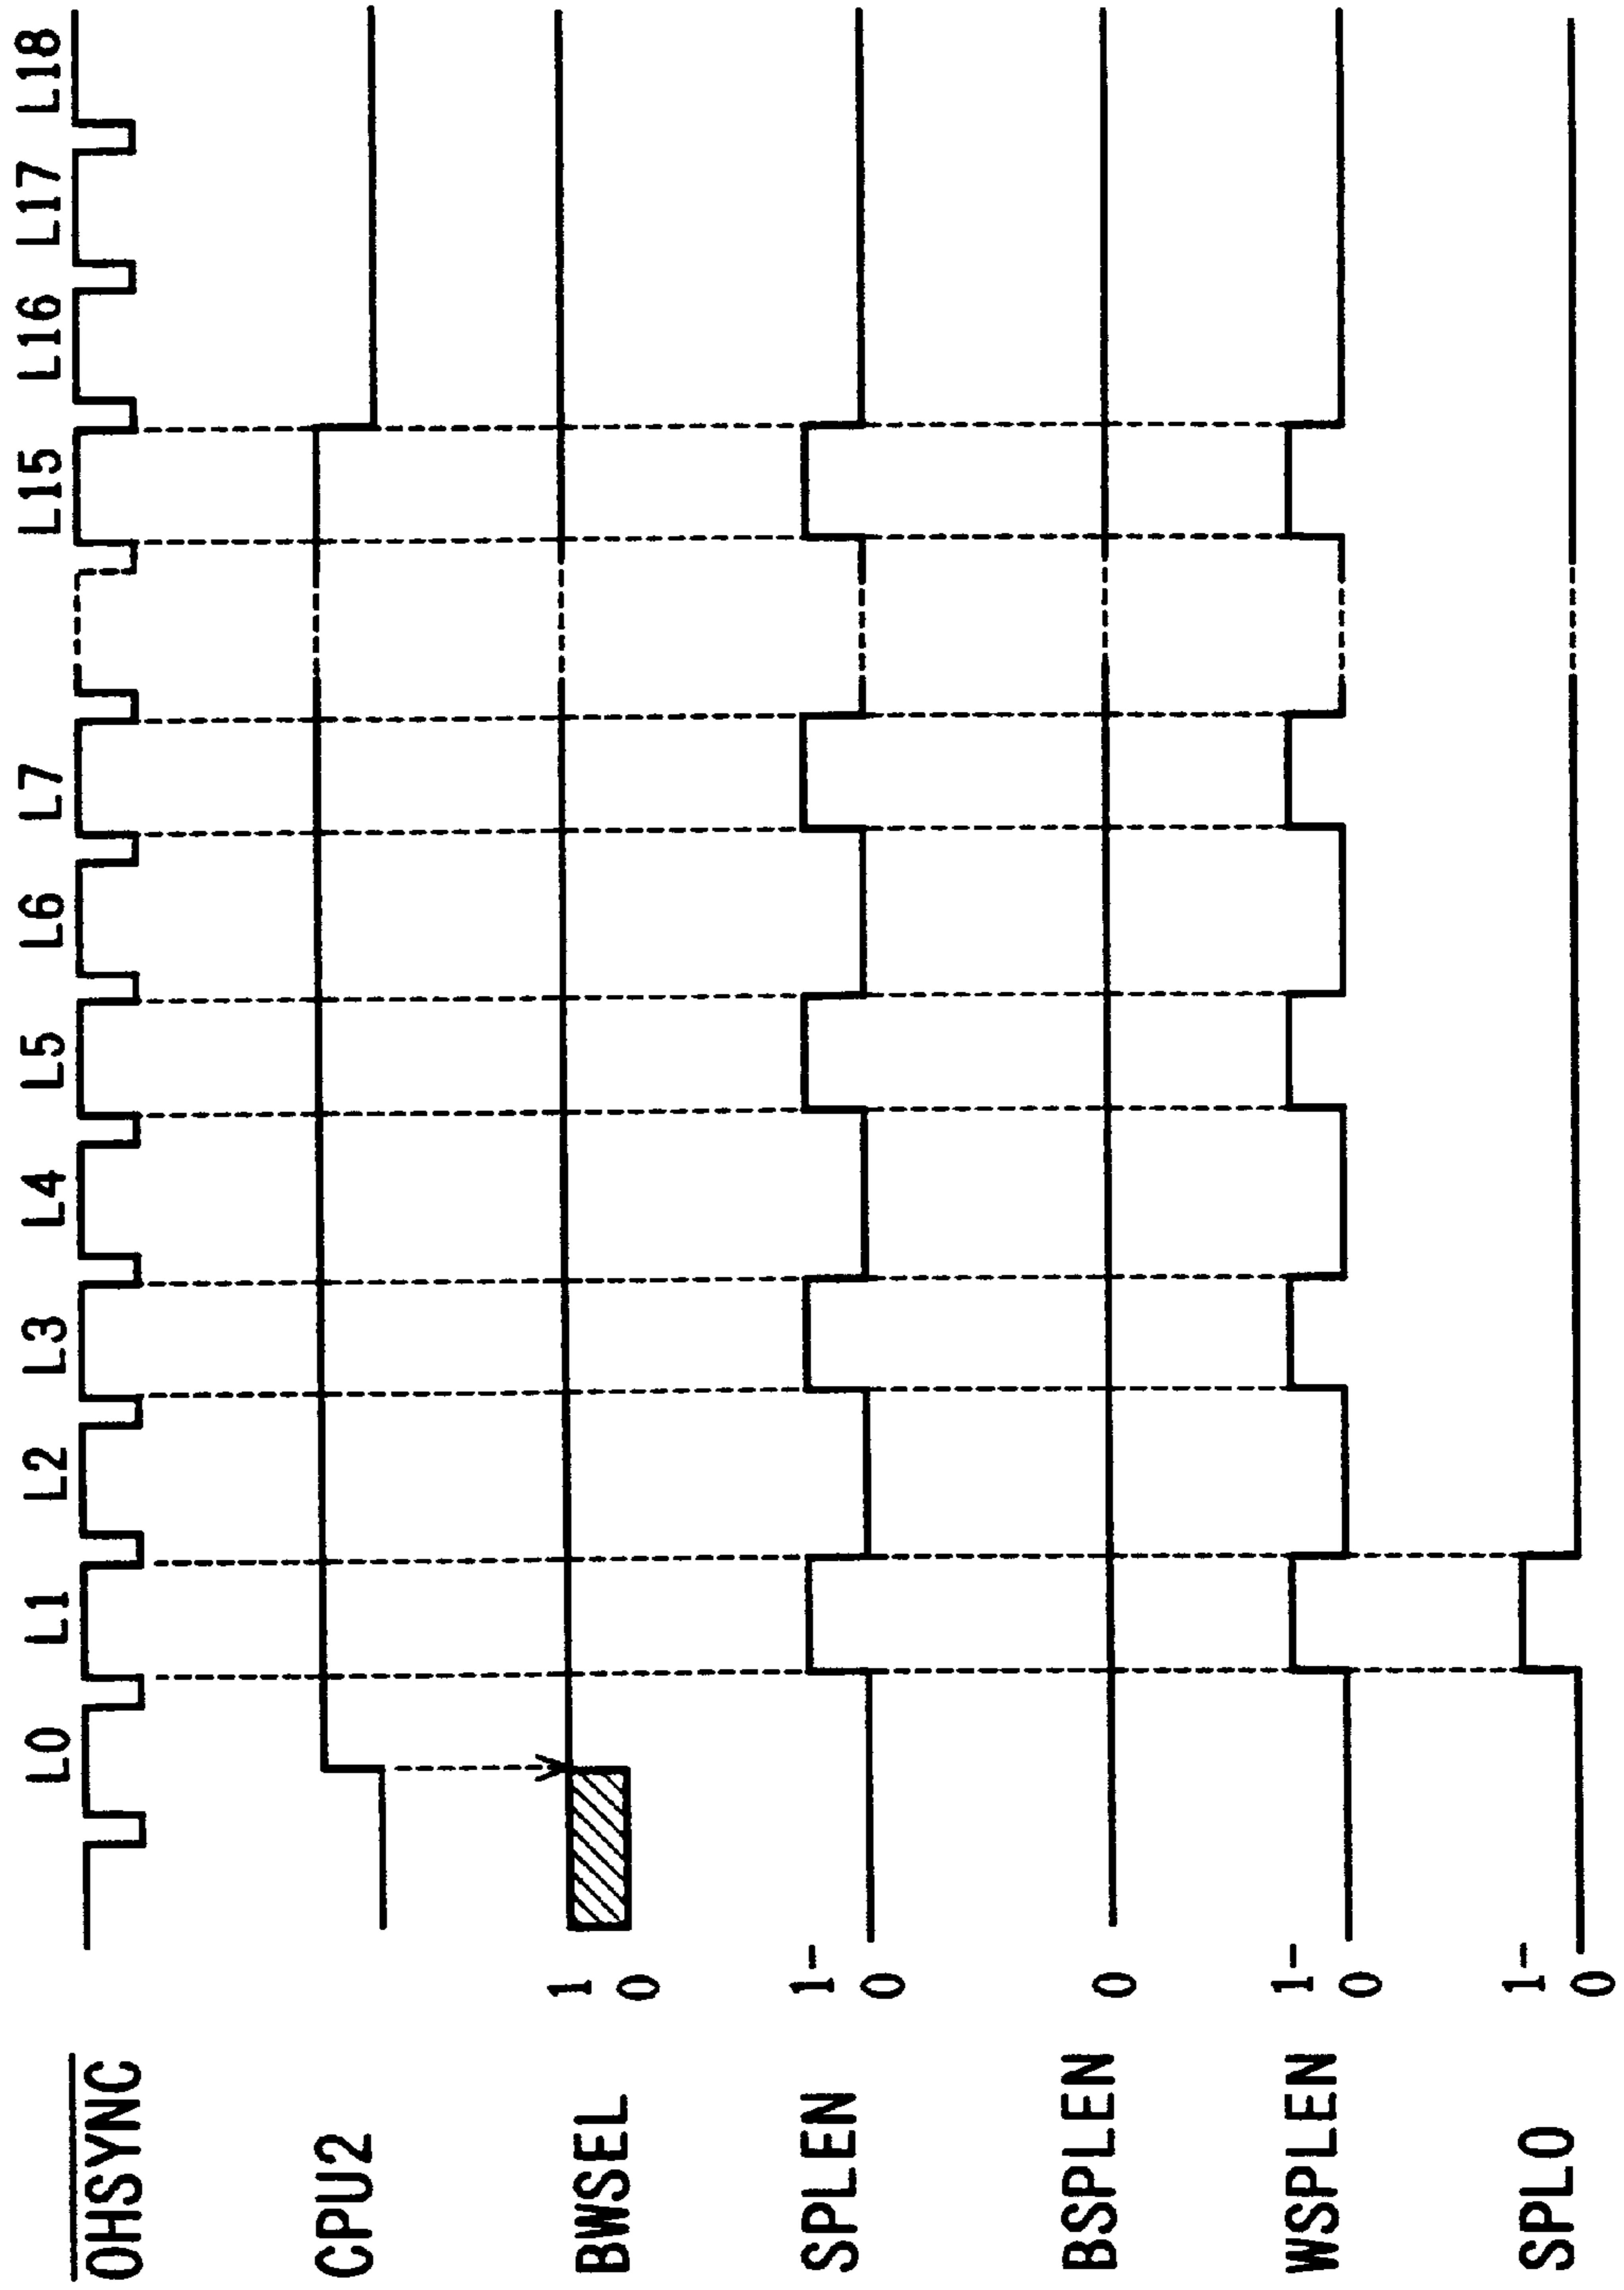 L0 L1 L2 L3 L4 L5 L6 L7 L15 L16 L17 L18
OHSYNC
CPU2
BWSEL 1 0
SPLEN 1 0
BSPLEN 0
WSPLEN 1 0
SPL0 1 0